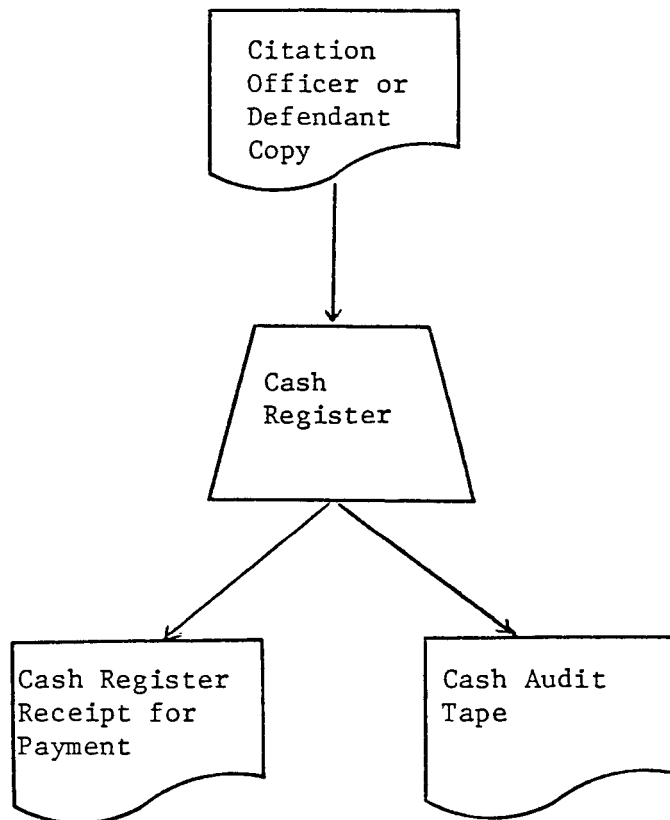 Citation
Officer or
Defendant
Copy
Cash
Register
Cash Register
Receipt for
Payment
Cash Audit
Tape